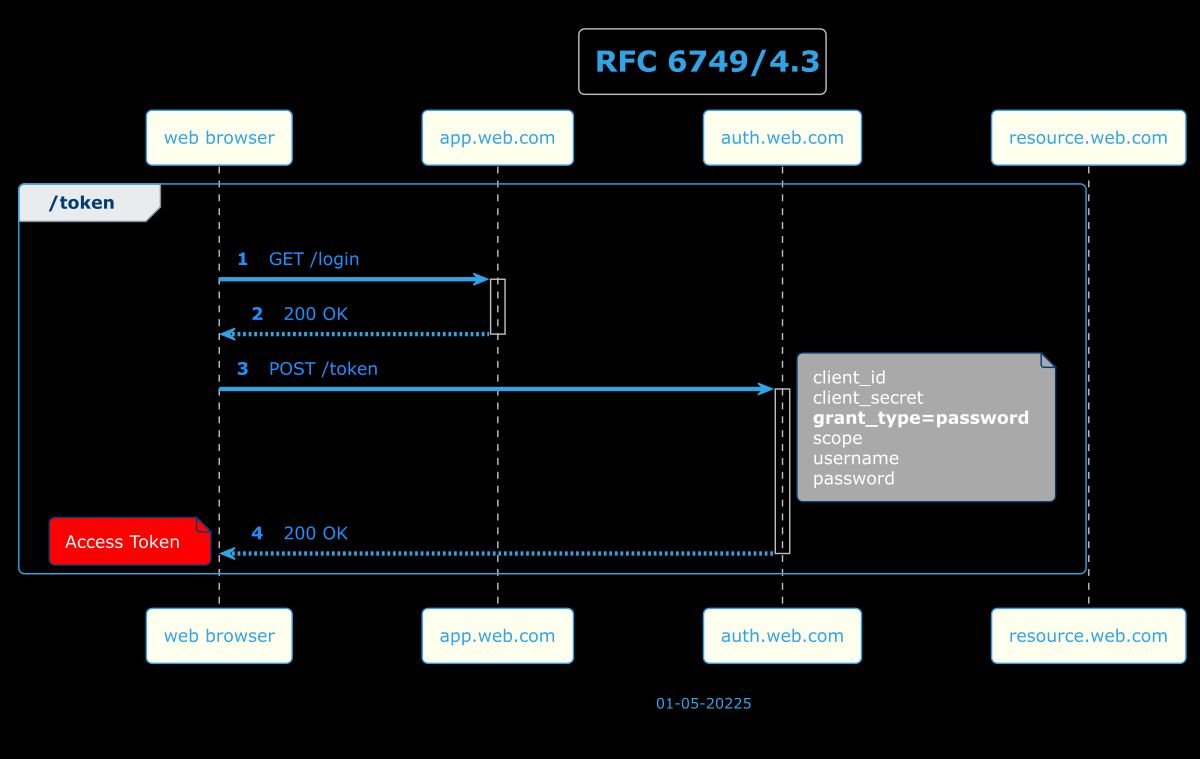 RFC 6749/4.3
web browser
app.web.com
auth.web.com
resource.web.com
/token
1 GET /login
2 200 OK
3 POST /token
client_id
client_secret
grant_type=password
scope
username
password
4 200 OK
Access Token
web browser
app.web.com
auth.web.com
resource.web.com
01-05-20225